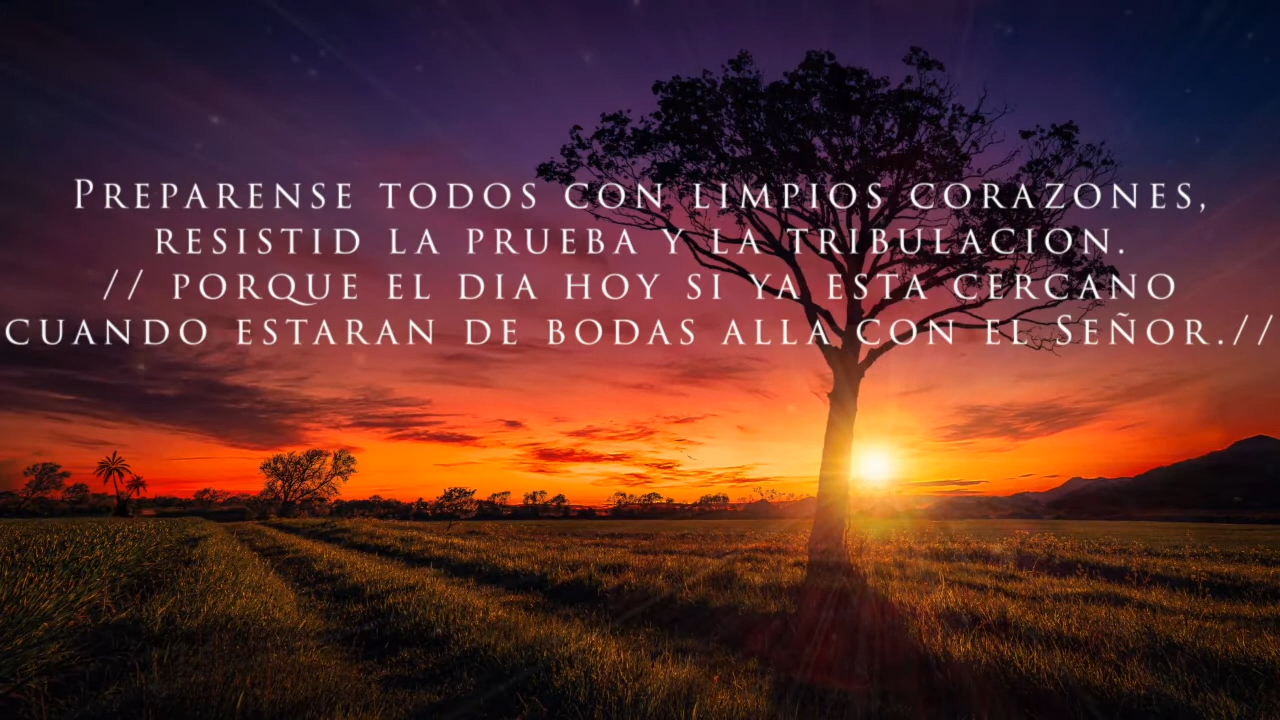 Preparense todos con limpios corazones,
resistid la prueba y la tribulacion.
// porque el dia hoy si ya esta cercano
cuando estaran de bodas alla con el Señor.//